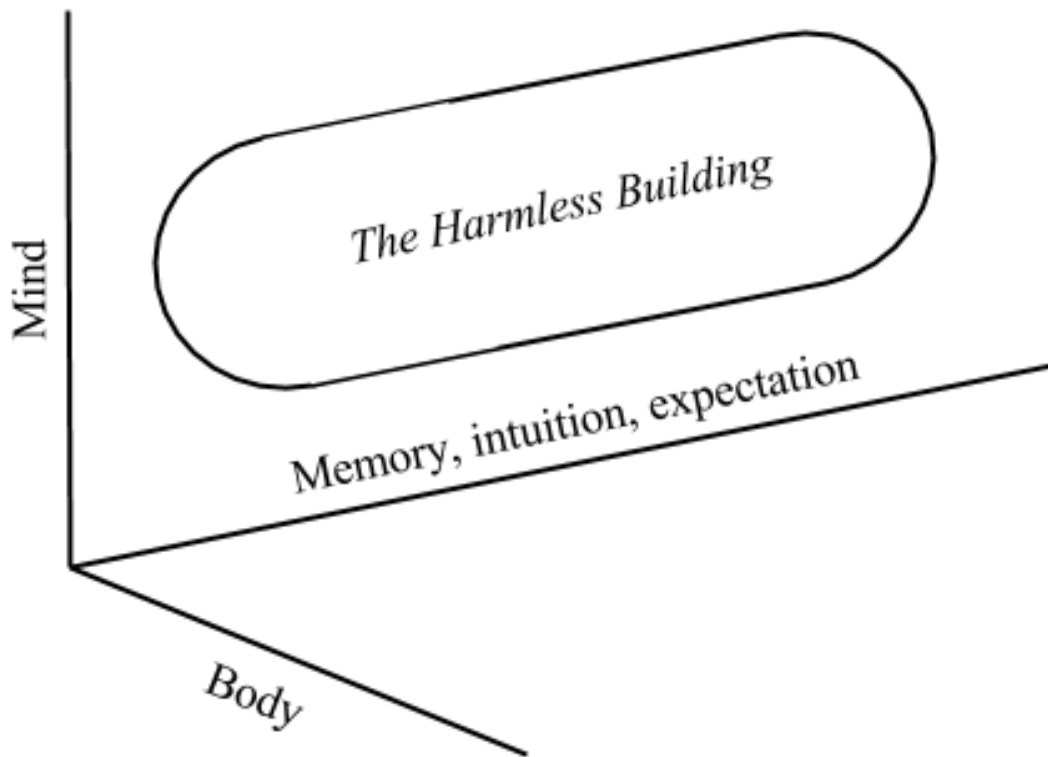 Mind
The Harmless Building
Memory, intuition, expectation
Body